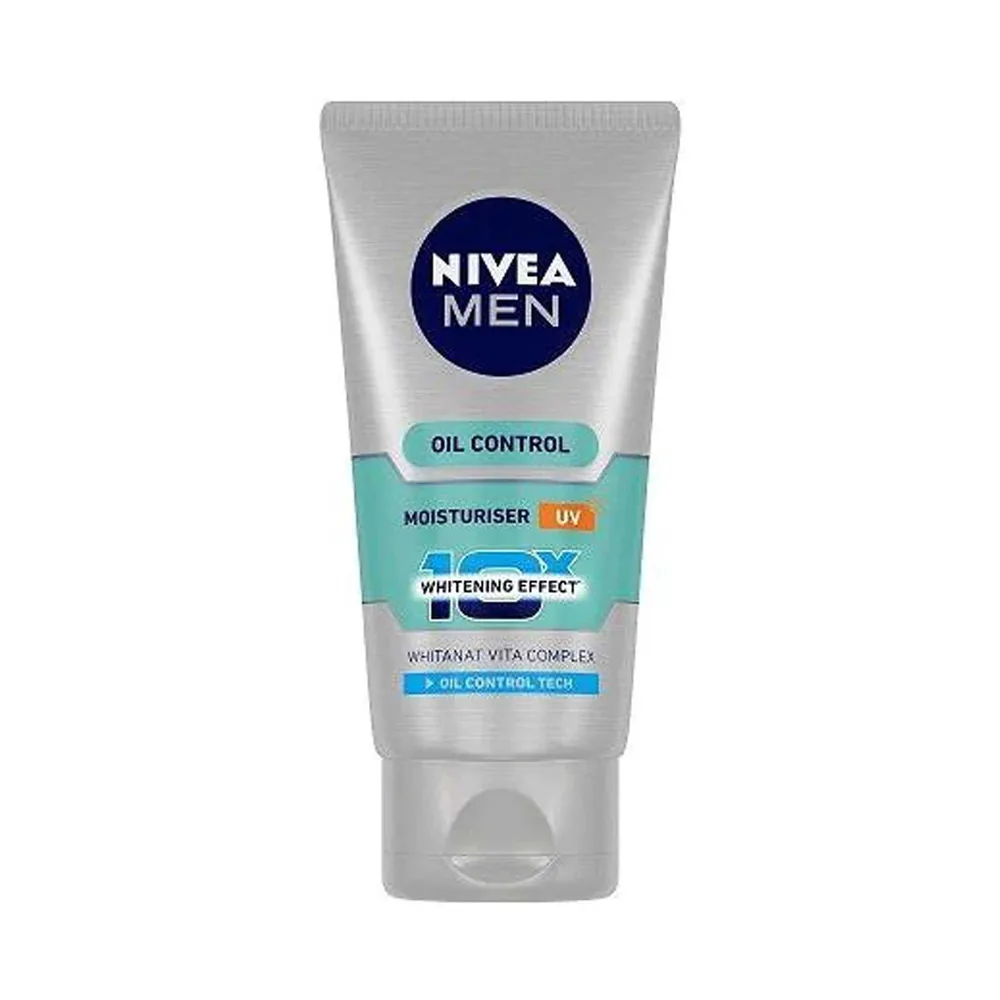 NIVEA
MEN
OIL CONTROL
MOISTURISER UV
10X
WHITENING EFFECT*
WHITANAT VITA COMPLEX
OIL CONTROL TECH